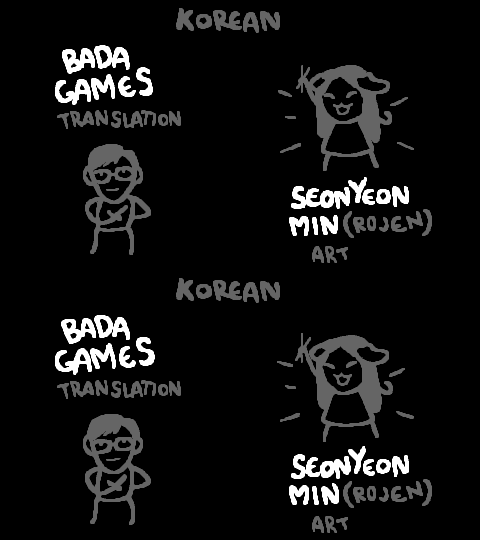 KOREAN
BADA
GAMES
TRANSLATION
SEONYEON
MIN (ROJEN)
ART
KOREAN
BADA
GAMES
TRANSLATION
SEONYEON
MIN (ROJEN)
ART